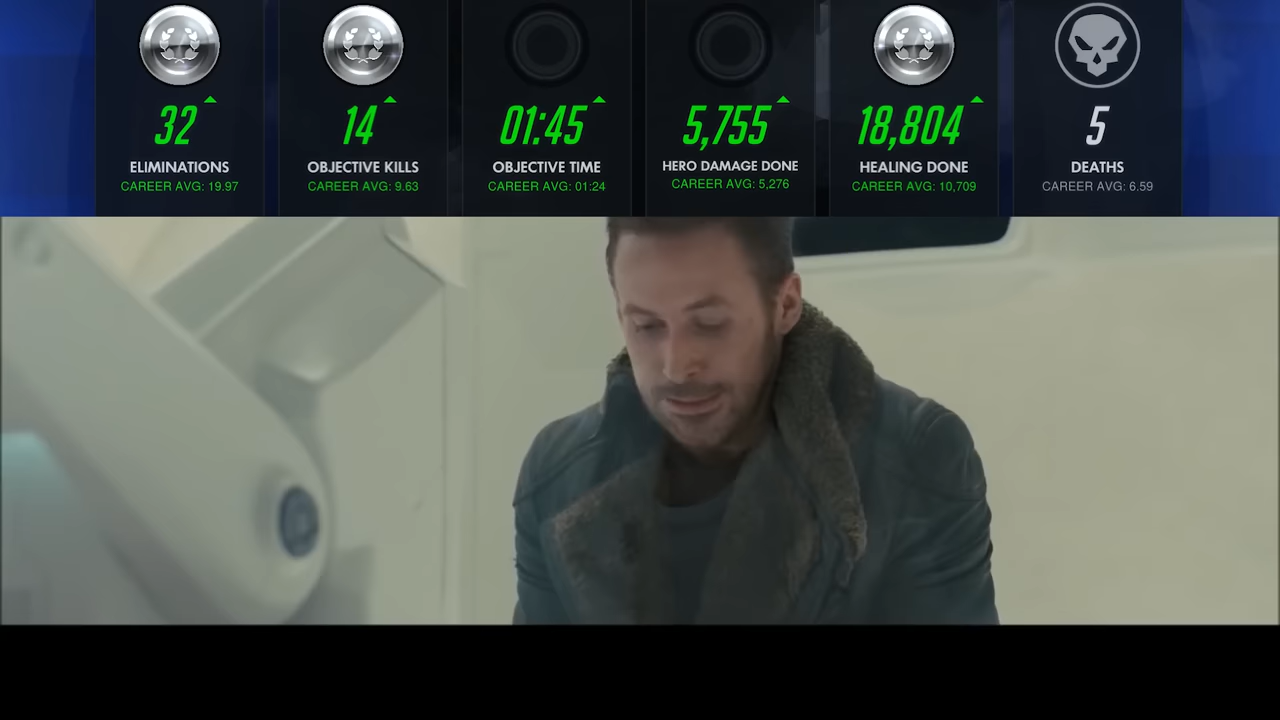 32
ELIMINATIONS
CAREER AVG: 19.97
14
OBJECTIVE KILLS
CAREER AVG: 9.63
01:45
OBJECTIVE TIME
CAREER AVG: 01:24
5,755
HERO DAMAGE DONE
CAREER AVG: 5,276
18,804
HEALING DONE
CAREER AVG: 10,709
5
DEATHS
CAREER AVG: 6.59